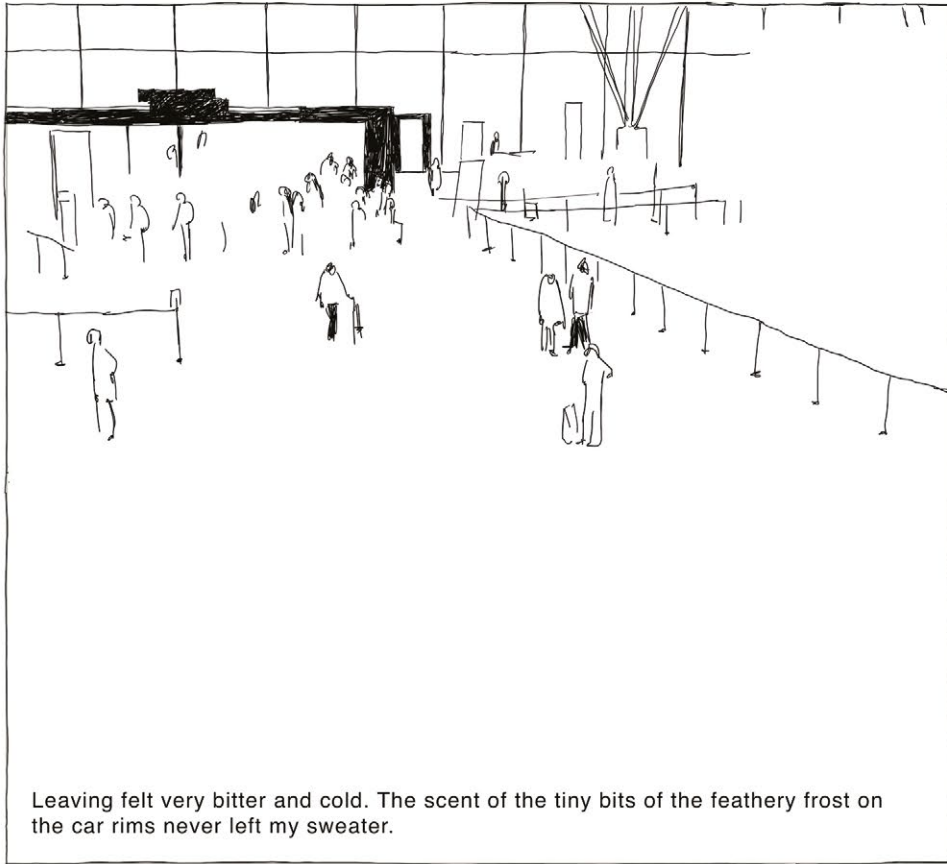 Leaving felt very bitter and cold. The scent of the tiny bits of the feathery frost on
the car rims never left my sweater.